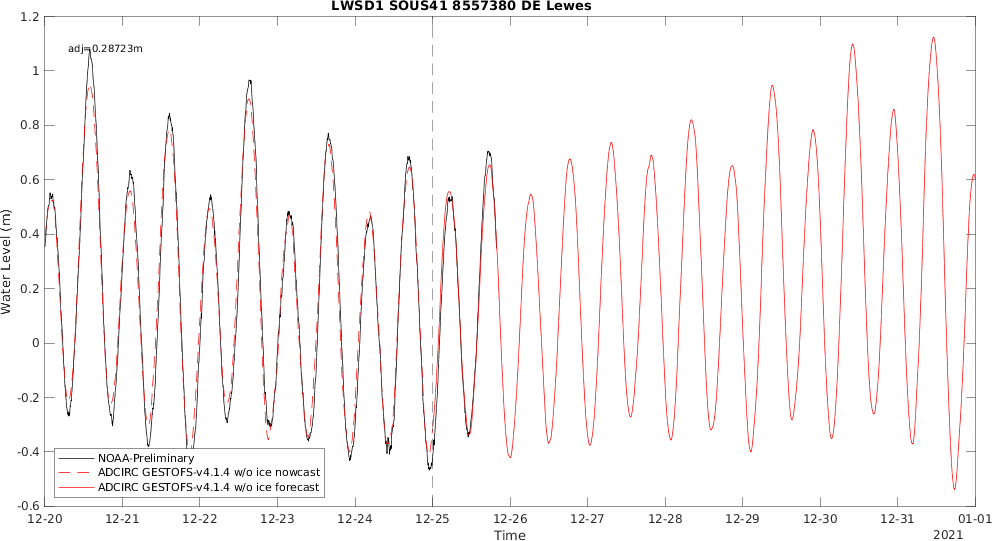 LWSD1 SOUS41 8557380 DE Lewes
adj=0.28723m
1.2
1
0.8
0.6
0.4
0.2
0
-0.2
-0.4
-0.6
Water Level (m)
NOAA-Preliminary
ADCIRC GESTOFS-v4.1.4 w/o ice nowcast
ADCIRC GESTOFS-v4.1.4 w/o ice forecast
12-20 12-21 12-22 12-23 12-24 12-25 12-26 12-27 12-28 12-29 12-30 12-31 01-01
Time
2021